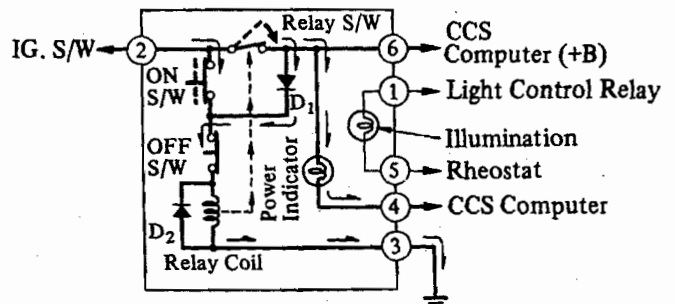 Relay S/W
IG. S/W
2
6
CCS
Computer (+B)
ON
S/W
D1
1
Light Control Relay
Illumination
OFF
S/W
Power
Indicator
5
Rheostat
4
CCS Computer
D2
3
Relay Coil